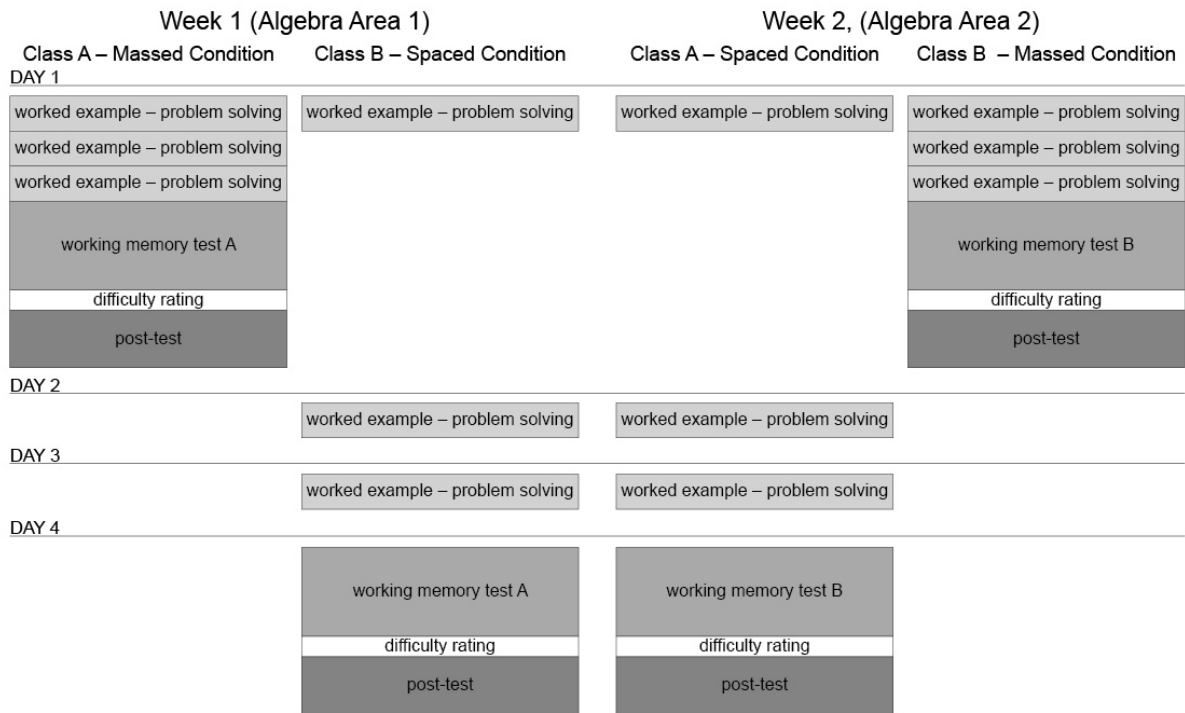 Week 1 (Algebra Area 1)
Week 2, (Algebra Area 2)
Class A – Massed Condition
Class B – Spaced Condition
Class A – Spaced Condition
Class B – Massed Condition
DAY 1
worked example – problem solving
worked example – problem solving
worked example – problem solving
worked example – problem solving
worked example – problem solving
worked example – problem solving
worked example – problem solving
worked example – problem solving
working memory test A
working memory test B
difficulty rating
difficulty rating
post-test
post-test
DAY 2
worked example – problem solving
worked example – problem solving
DAY 3
worked example – problem solving
worked example – problem solving
DAY 4
working memory test A
working memory test B
difficulty rating
difficulty rating
post-test
post-test